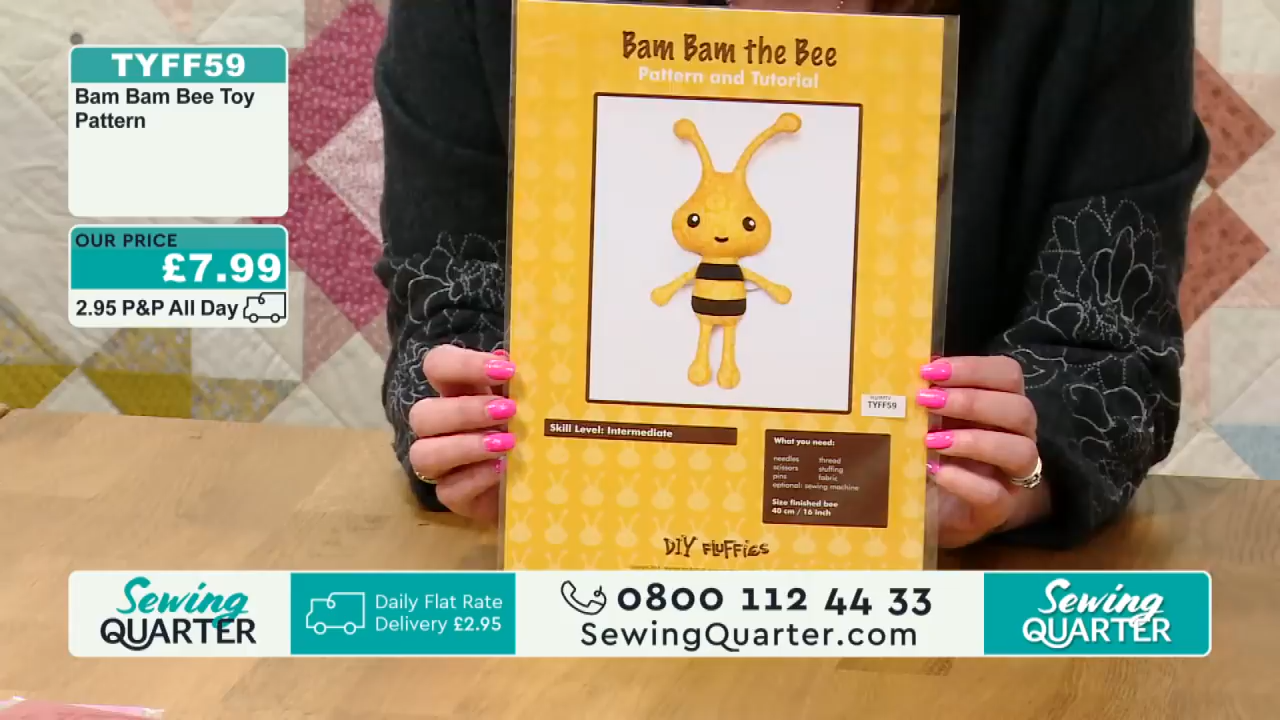 TYFF59
Bam Bam Bee Toy
Pattern
OUR PRICE
£7.99
2.95 P&P All Day
Bam Bam the Bee
Pattern and Tutorial
TYFF59
Skill Level: Intermediate
What you need:
needles thread
scissors stuffing
pins fabric
optional: sewing machine
Size finished bee
40 cm / 16 inch
DIY FLUFFIES
Sewing
QUARTER
Daily Flat Rate
Delivery £2.95
0800 112 44 33
SewingQuarter.com
Sewing
QUARTER